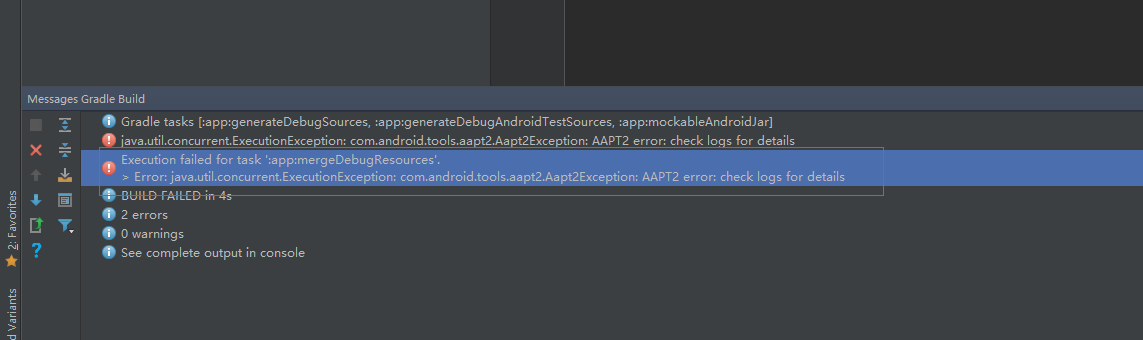 Messages Gradle Build
Gradle tasks [:app:generateDebugSources, :app:generateDebugAndroidTestSources, :app:mockableAndroidJar]
java.util.concurrent.ExecutionException: com.android.tools.aapt2.Aapt2Exception: AAPT2 error: check logs for details
Execution failed for task ':app:mergeDebugResources'.
> Error: java.util.concurrent.ExecutionException: com.android.tools.aapt2.Aapt2Exception: AAPT2 error: check logs for details
BUILD FAILED in 4s
2 errors
0 warnings
See complete output in console
2: Favorites
d Variants